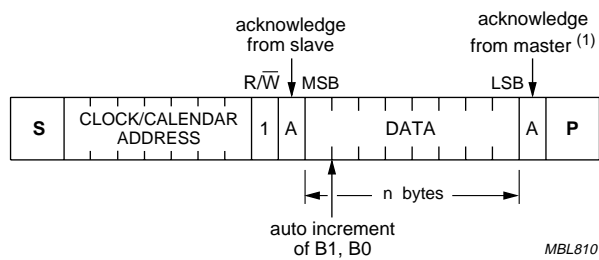 acknowledge
from slave
acknowledge
from master (1)
R/W̅ MSB LSB
S CLOCK/CALENDAR ADDRESS 1 A DATA A P
n bytes
auto increment
of B1, B0
MBL810